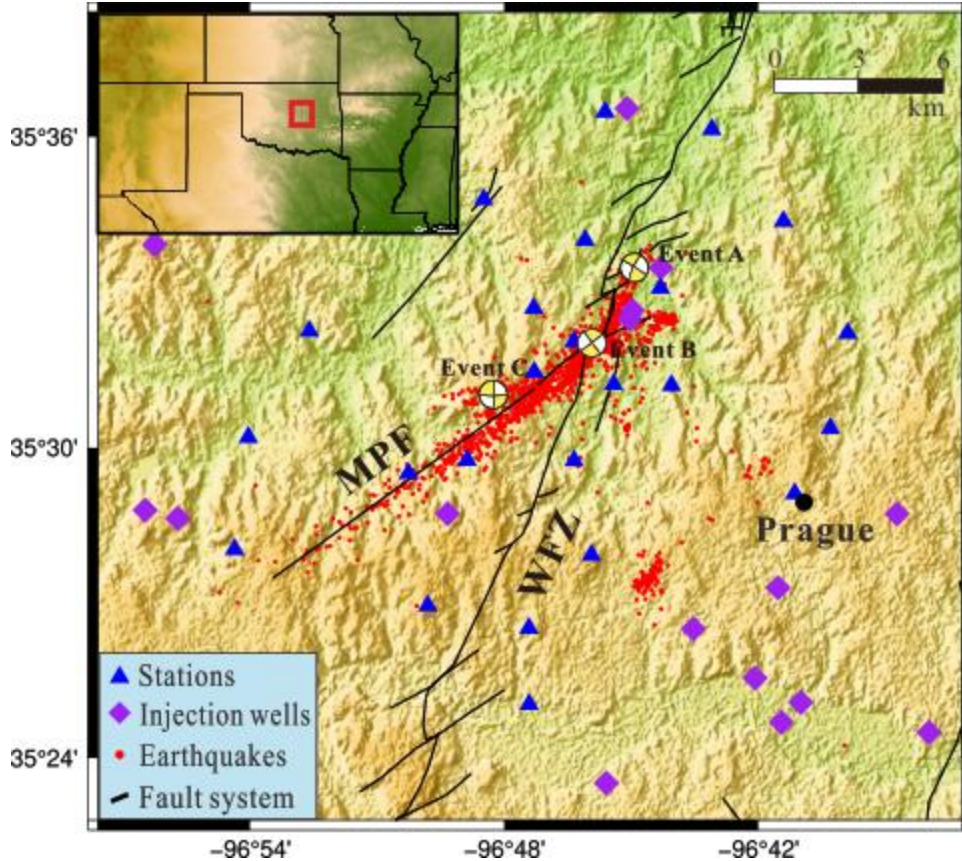 0 3 6
km
35°36'
Event A
Event B
Event C
35°30'
MPF
Prague
WFZ
Stations
Injection wells
Earthquakes
Fault system
35°24'
-96°54' -96°48' -96°42'